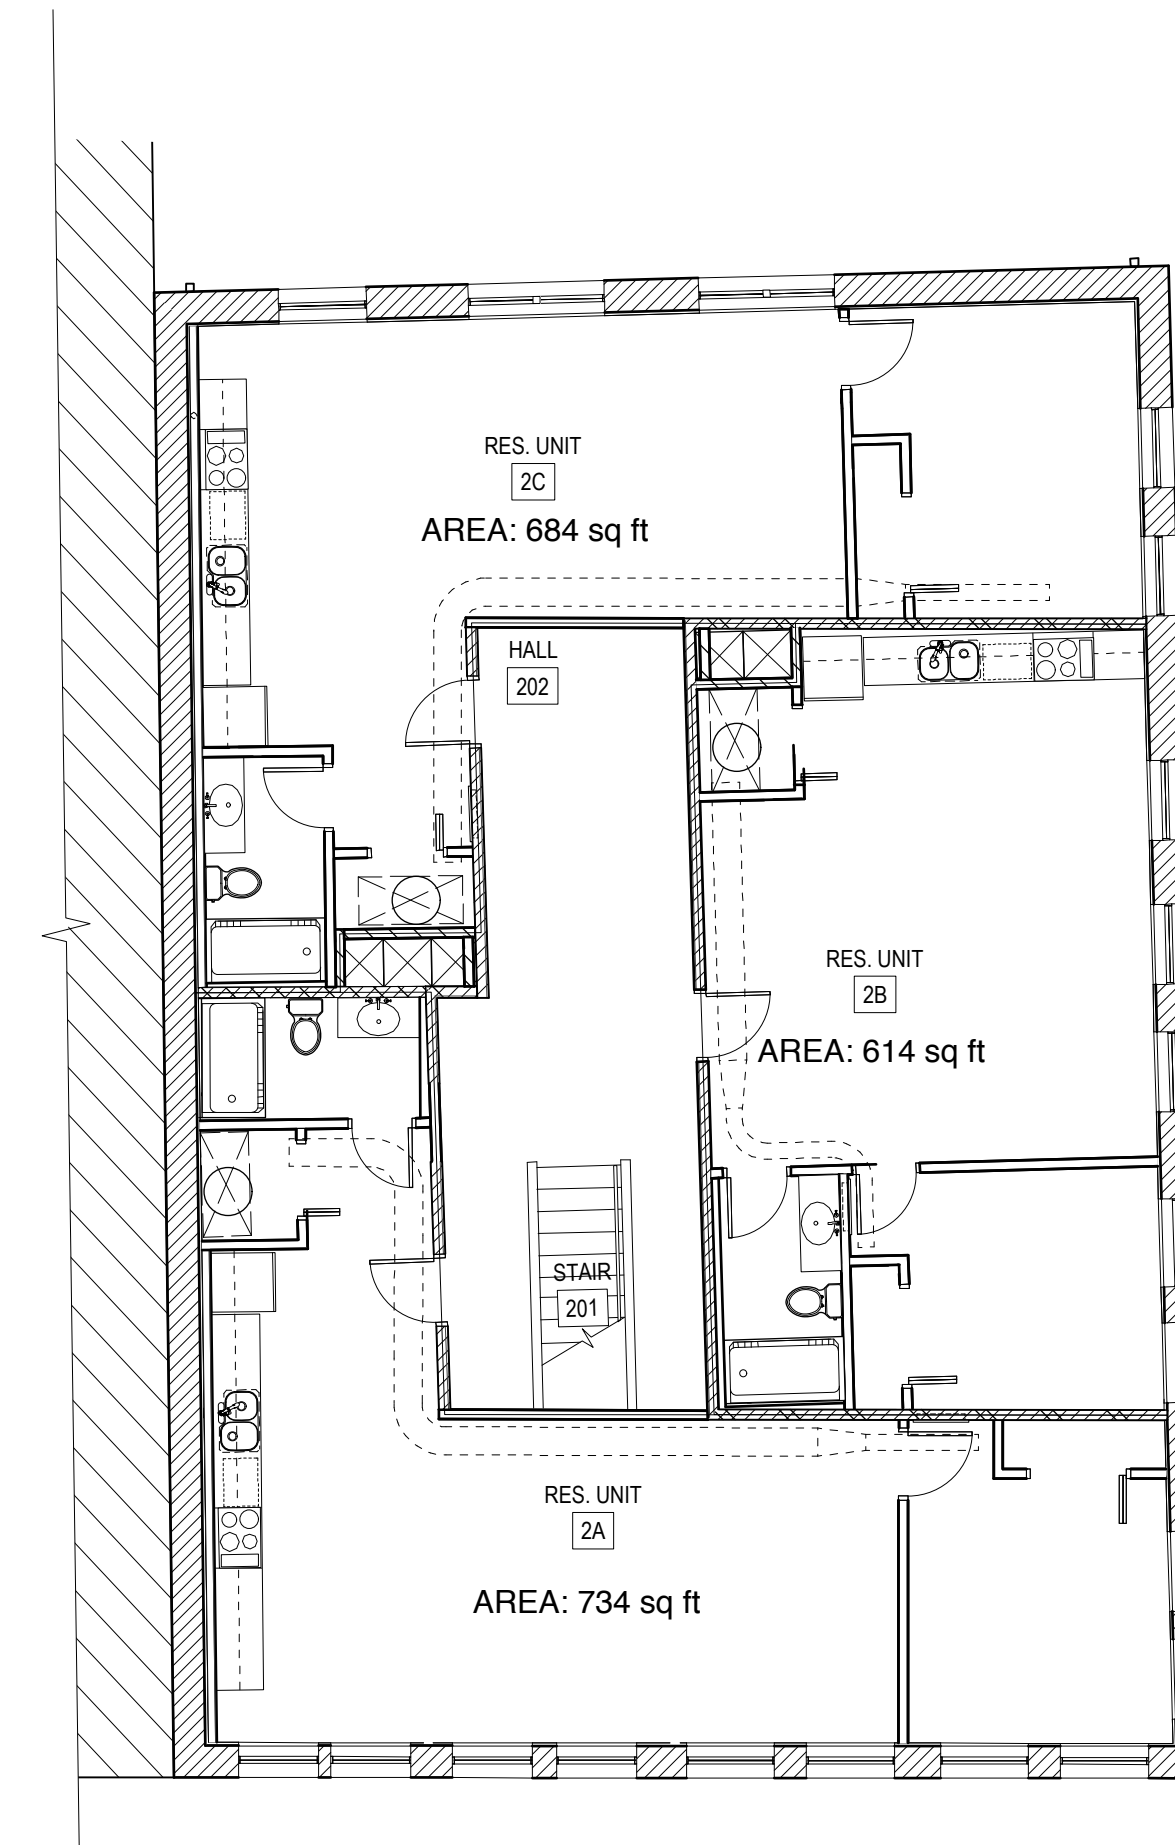 RES. UNIT
2C
AREA: 684 sq ft
HALL
202
RES. UNIT
2B
AREA: 614 sq ft
STAIR
201
RES. UNIT
2A
AREA: 734 sq ft